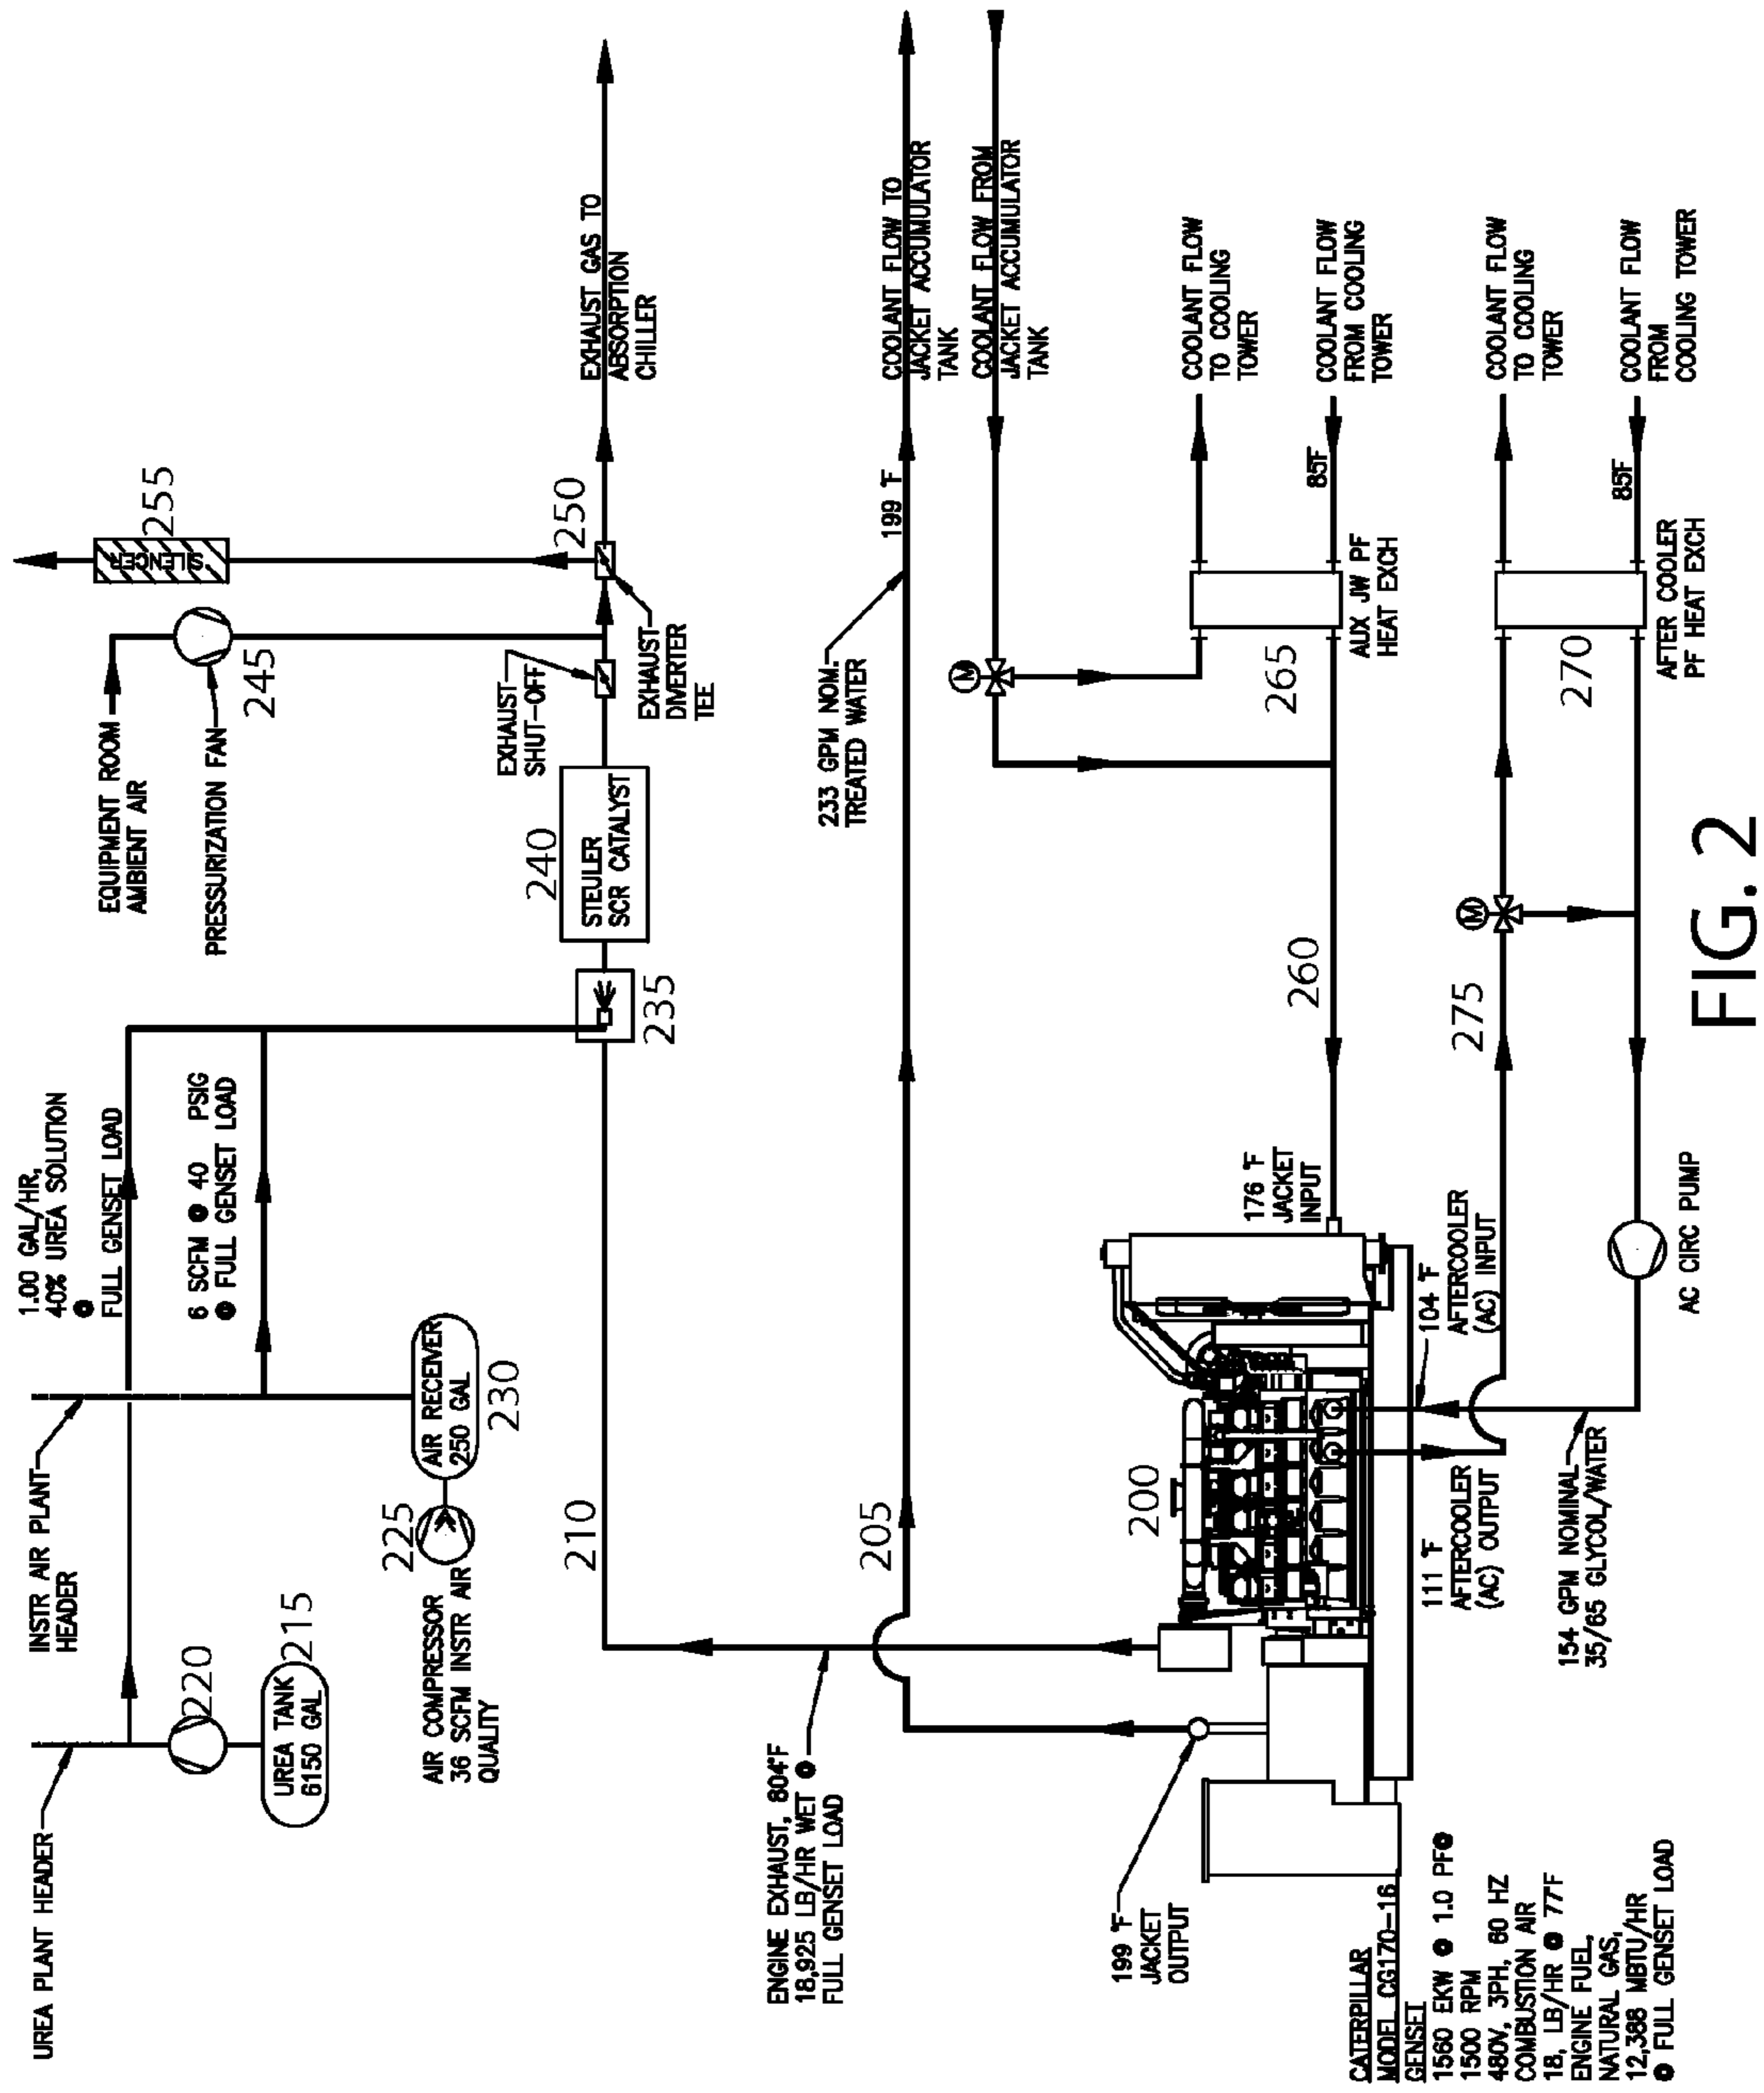 UREA PLANT HEADER
INSTR AIR PLANT
HEADER
1.00 GAL/HR,
40% UREA SOLUTION
@
FULL GENSET LOAD
6 SCFM @ 40 PSIG
@ FULL GENSET LOAD
EQUIPMENT ROOM
AMBIENT AIR
PRESSURIZATION FAN
245
SILENCER
255
220
UREA TANK
6150 GAL
215
AIR COMPRESSOR
36 SCFM INSTR AIR
QUALITY
225
AIR RECEIVER
250 GAL
230
210
235
240
STEULER
SCR CATALYST
EXHAUST
SHUT-OFF
EXHAUST
DIVERTER
TEE
250
EXHAUST GAS TO
ABSORPTION
CHILLER
ENGINE EXHAUST, 804°F
18,925 LB/HR WET @
FULL GENSET LOAD
205
233 GPM NOM.
TREATED WATER
199 °F
COOLANT FLOW TO
JACKET ACCUMULATOR
TANK
COOLANT FLOW FROM
JACKET ACCUMULATOR
TANK
M
199 °F
JACKET
OUTPUT
200
176 °F
JACKET
INPUT
260
265
AUX JW PF
HEAT EXCH
85F
COOLANT FLOW
TO COOLING
TOWER
COOLANT FLOW
FROM COOLING
TOWER
CATERPILLAR
MODEL CG170-16
GENSET
1560 EKW @ 1.0 PF@
1500 RPM
480V, 3PH, 60 HZ
COMBUSTION AIR
18, LB/HR @ 77F
ENGINE FUEL,
NATURAL GAS,
12,388 MBTU/HR
@ FULL GENSET LOAD
111 °F
AFTERCOOLER
(AC) OUTPUT
104 °F
AFTERCOOLER
(AC) INPUT
154 GPM NOMINAL
35/65 GLYCOL/WATER
AC CIRC PUMP
275
M
270
AFTER COOLER
PF HEAT EXCH
85F
COOLANT FLOW
TO COOLING
TOWER
COOLANT FLOW
FROM
COOLING TOWER
FIG. 2